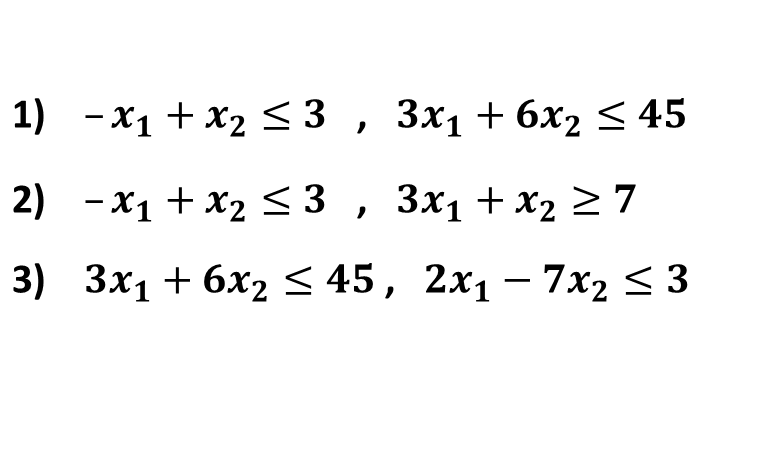 1) –x₁ + x₂ ≤ 3 , 3x₁ + 6x₂ ≤ 45
2) –x₁ + x₂ ≤ 3 , 3x₁ + x₂ ≥ 7
3) 3x₁ + 6x₂ ≤ 45 , 2x₁ − 7x₂ ≤ 3